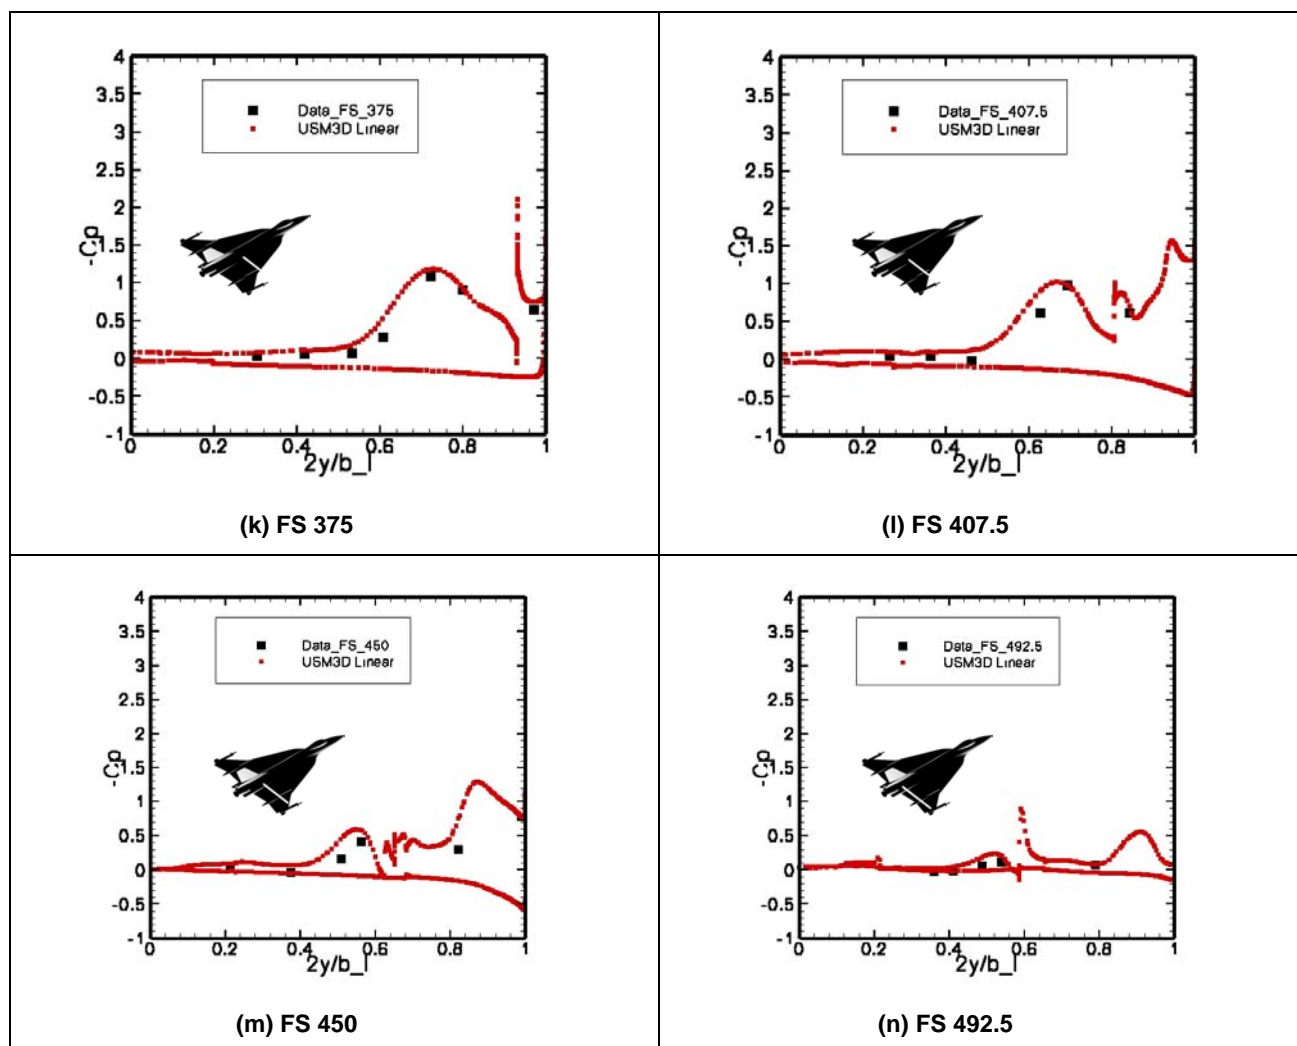 4
3.5
3
2.5
2
1.5
1
0.5
0
-0.5
-1
-Cp
Data_FS_375
USM3D Linear
0 0.2 0.4 0.6 0.8 1
2y/b_l
(k) FS 375
4
3.5
3
2.5
2
1.5
1
0.5
0
-0.5
-1
-Cp
Data_FS_407.5
USM3D Linear
0 0.2 0.4 0.6 0.8 1
2y/b_l
(l) FS 407.5
4
3.5
3
2.5
2
1.5
1
0.5
0
-0.5
-1
-Cp
Data_FS_450
USM3D Linear
0 0.2 0.4 0.6 0.8 1
2y/b_l
(m) FS 450
4
3.5
3
2.5
2
1.5
1
0.5
0
-0.5
-1
-Cp
Data_FS_492.5
USM3D Linear
0 0.2 0.4 0.6 0.8 1
2y/b_l
(n) FS 492.5